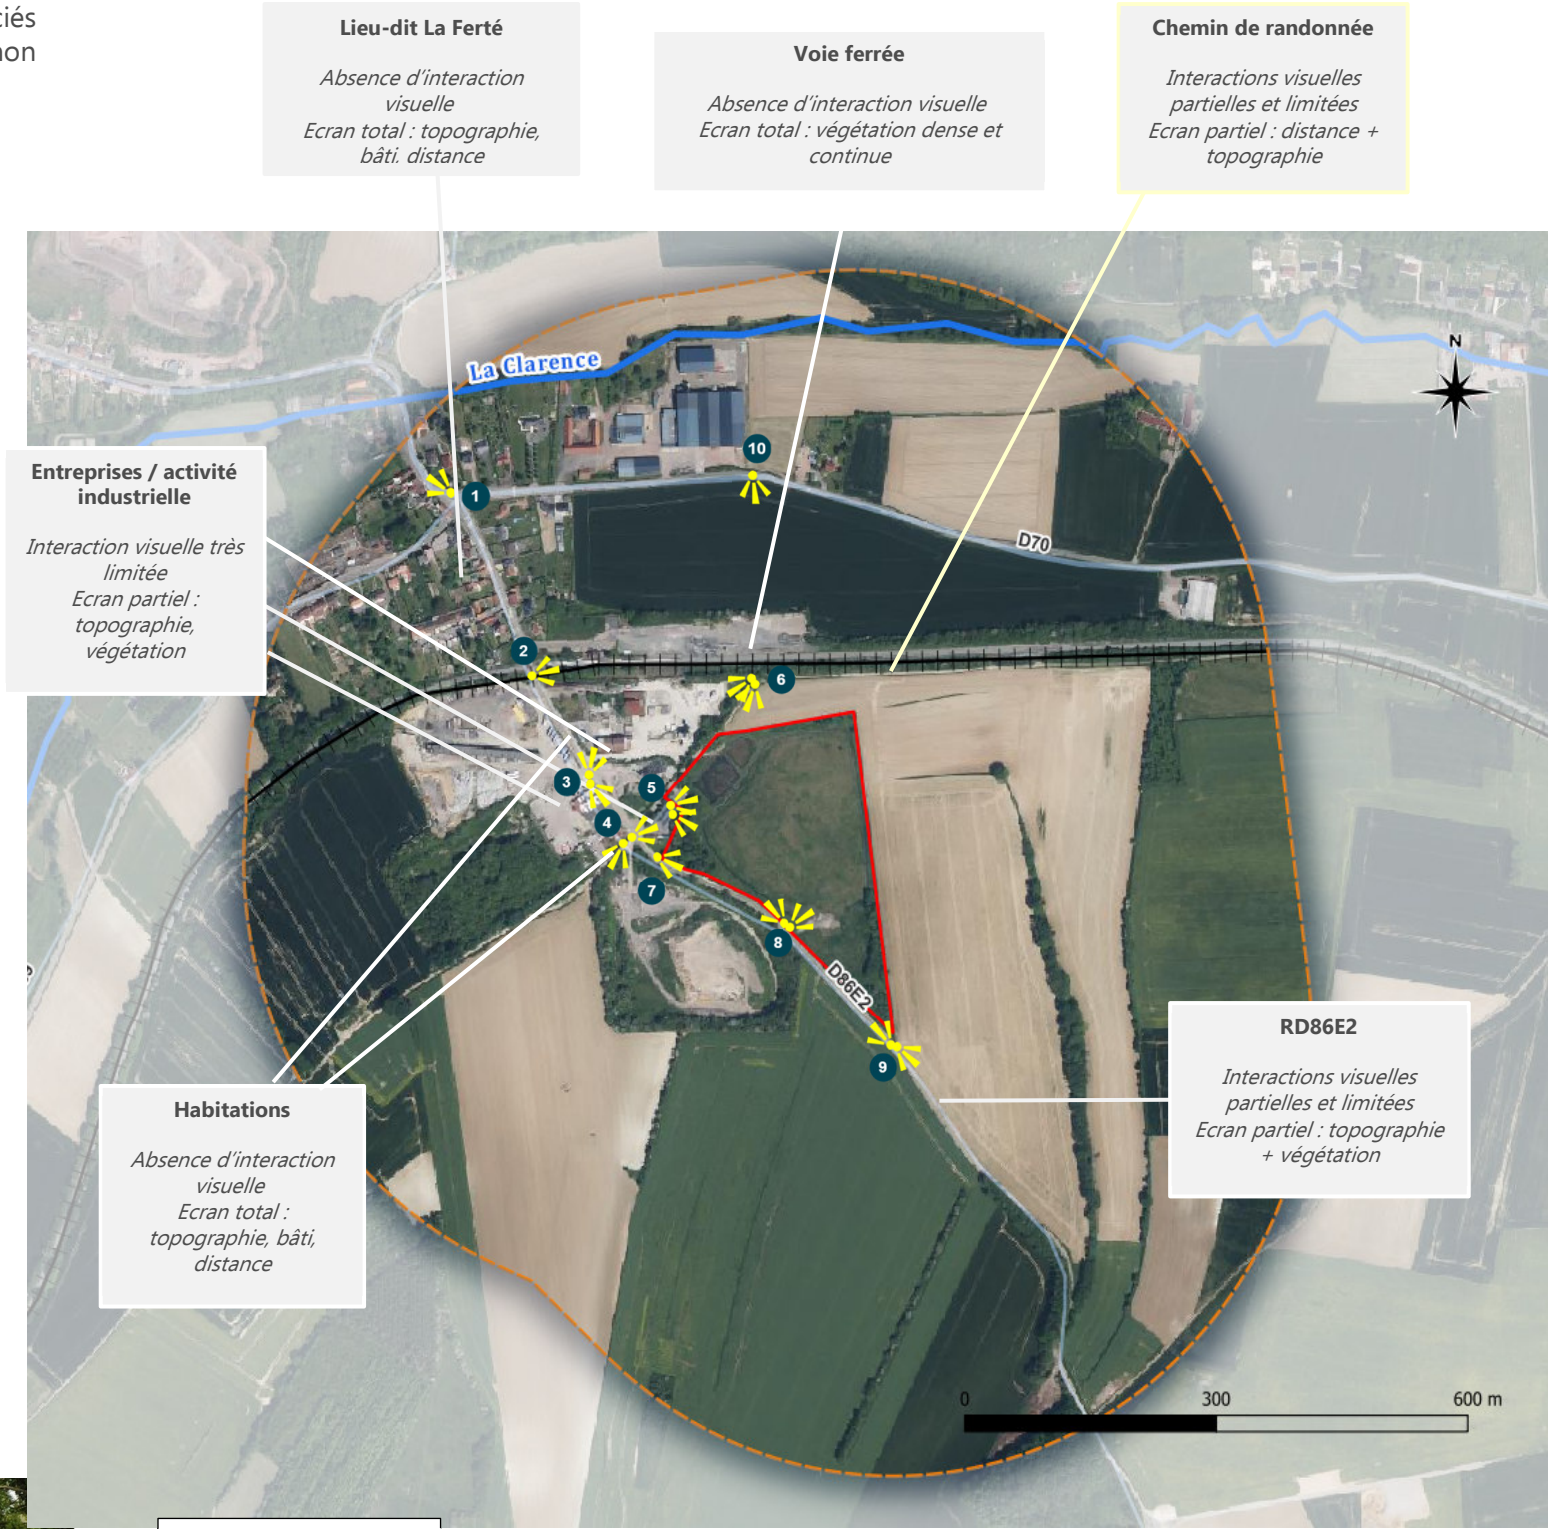 Lieu-dit La Ferté
Absence d'interaction
visuelle
Ecran total : topographie,
bâti. distance
Voie ferrée
Absence d'interaction visuelle
Ecran total : végétation dense et
continue
Chemin de randonnée
Interactions visuelles
partielles et limitées
Ecran partiel : distance +
topographie
N
La Clarence
10
1
Entreprises / activité
industrielle
Interaction visuelle très
limitée
Ecran partiel :
topographie,
végétation
D70
2
6
3
5
4
7
8
D86E2
9
RD86E2
Interactions visuelles
partielles et limitées
Ecran partiel : topographie
+ végétation
Habitations
Absence d'interaction
visuelle
Ecran total :
topographie, bâti,
distance
0 300 600 m